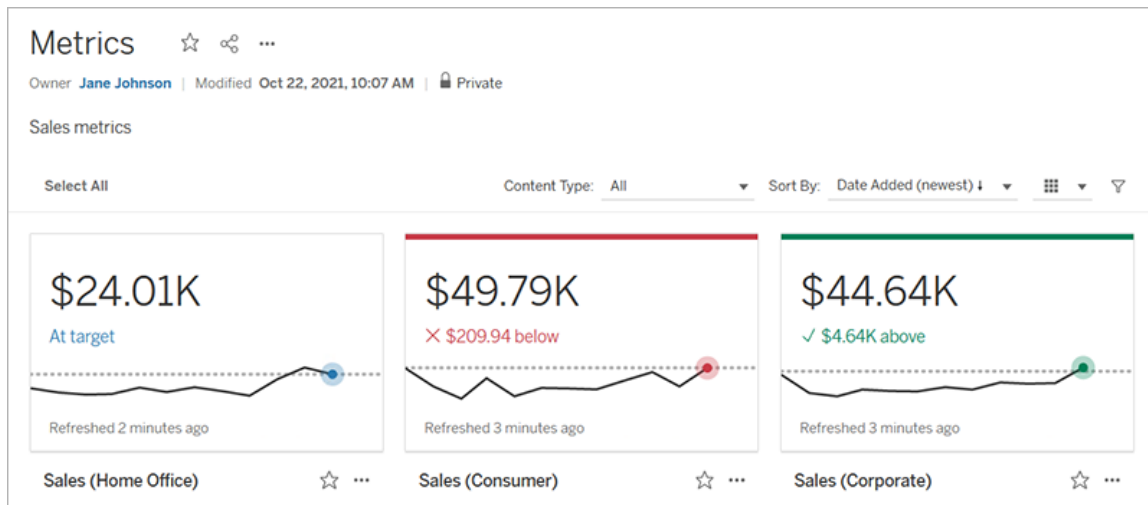 Metrics
Owner Jane Johnson | Modified Oct 22, 2021, 10:07 AM | Private
Sales metrics
Select All Content Type: All Sort By: Date Added (newest)
$24.01K $49.79K $44.64K
At target $209.94 below $4.64K above
Refreshed 2 minutes ago Refreshed 3 minutes ago Refreshed 3 minutes ago
Sales (Home Office) Sales (Consumer) Sales (Corporate)